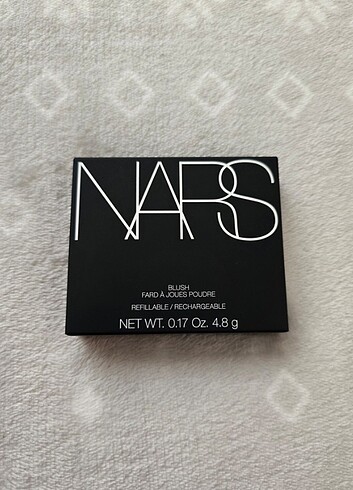 NARS
BLUSH
FARD À JOUES POUDRE
REFILLABLE / RECHARGEABLE
NET WT. 0.17 Oz. 4.8 g